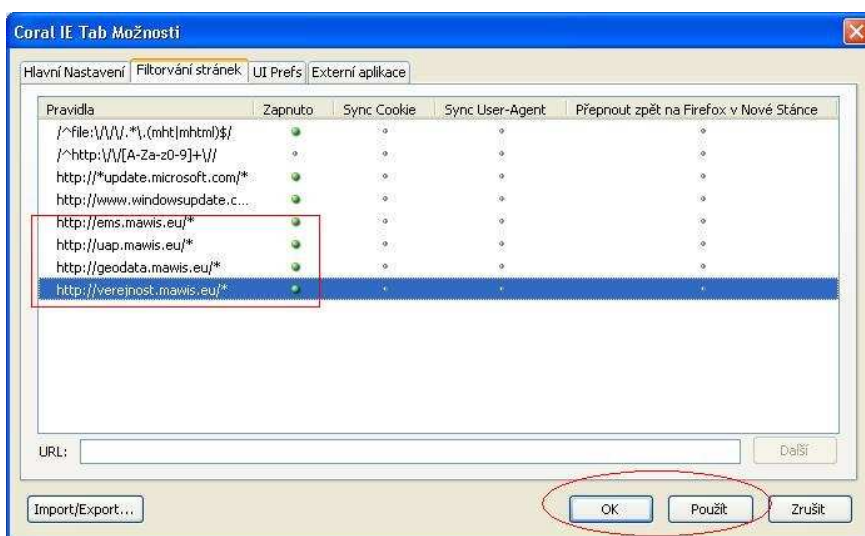 Coral IE Tab Možnosti
Hlavní Nastavení Filtorvání stránek UI Prefs Externí aplikace
Pravidla Zapnuto Sync Cookie Sync User-Agent Přepnout zpět na Firefox v Nové Stánce
/^file:\/\/\/.*\.(mht|mhtml)$/
/^http:\/\/[A-Za-z0-9]+\//
http://*update.microsoft.com/*
http://www.windowsupdate.c...
http://ems.mawis.eu/*
http://uap.mawis.eu/*
http://geodata.mawis.eu/*
http://verejnost.mawis.eu/*
URL: Další
Import/Export... OK Použít Zrušit